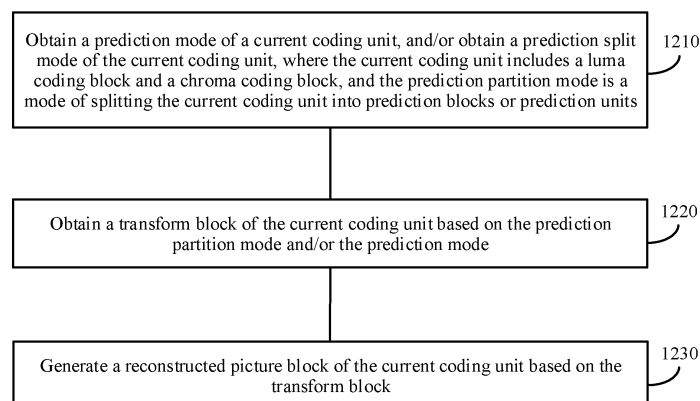 Obtain a prediction mode of a current coding unit, and/or obtain a prediction split
mode of the current coding unit, where the current coding unit includes a luma
coding block and a chroma coding block, and the prediction partition mode is a
mode of splitting the current coding unit into prediction blocks or prediction units
1210
Obtain a transform block of the current coding unit based on the prediction
partition mode and/or the prediction mode
1220
Generate a reconstructed picture block of the current coding unit based on the
transform block
1230